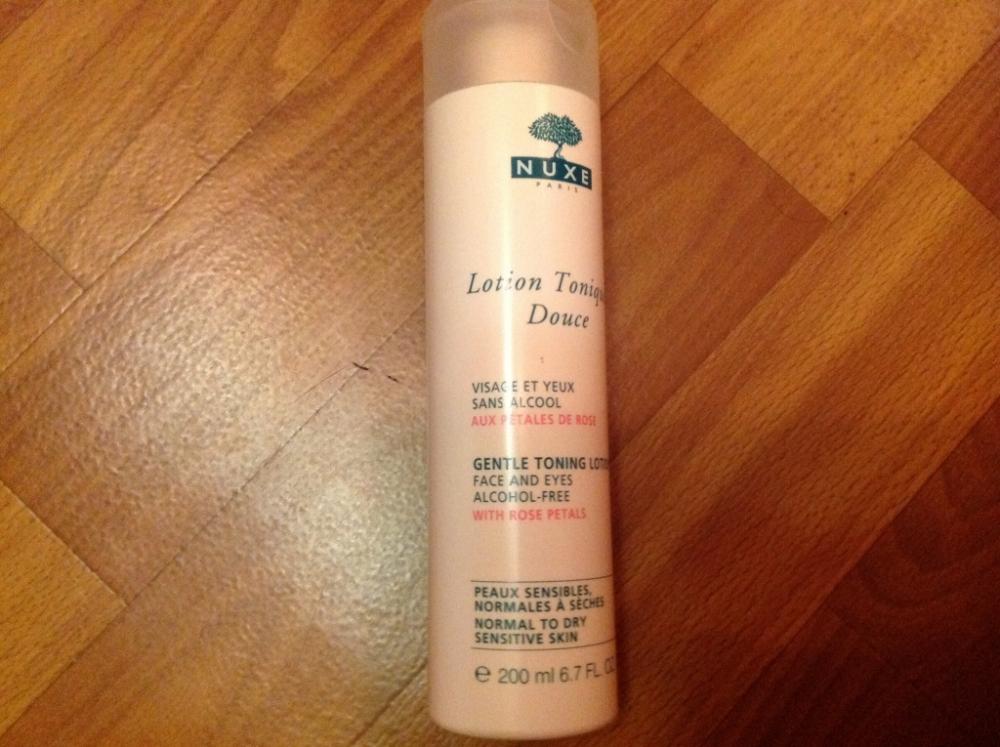 NUXE
PARIS
Lotion Toniqu
Douce
VISAGE ET YEUX
SANS ALCOOL
AUX PÉTALES DE ROSE
GENTLE TONING LOTIO
FACE AND EYES
ALCOHOL-FREE
WITH ROSE PETALS
PEAUX SENSIBLES,
NORMALES À SÈCHES
NORMAL TO DRY
SENSITIVE SKIN
e 200 ml 6.7 FL. OZ